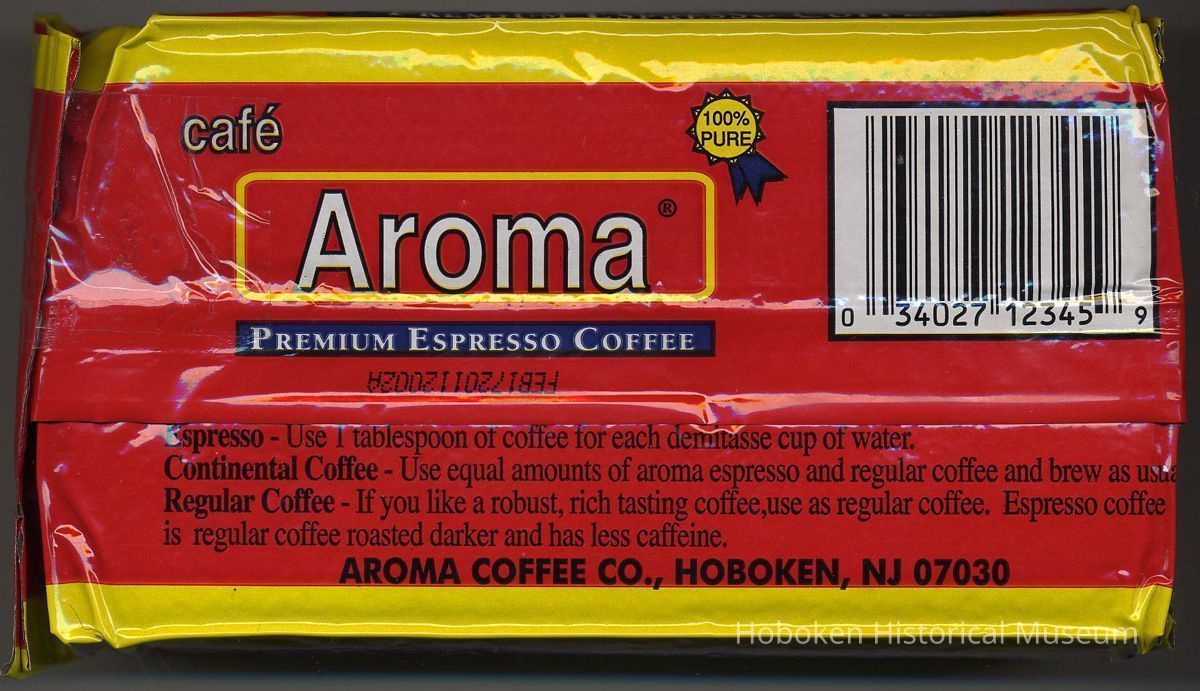 café
100%
PURE
Aroma®
PREMIUM ESPRESSO COFFEE
0 34027 12345 9
Espresso - Use 1 tablespoon of coffee for each demitasse cup of water.
Continental Coffee - Use equal amounts of aroma espresso and regular coffee and brew as usua
Regular Coffee - If you like a robust, rich tasting coffee,use as regular coffee. Espresso coffee
is regular coffee roasted darker and has less caffeine.
AROMA COFFEE CO., HOBOKEN, NJ 07030
Hoboken Historical Museum